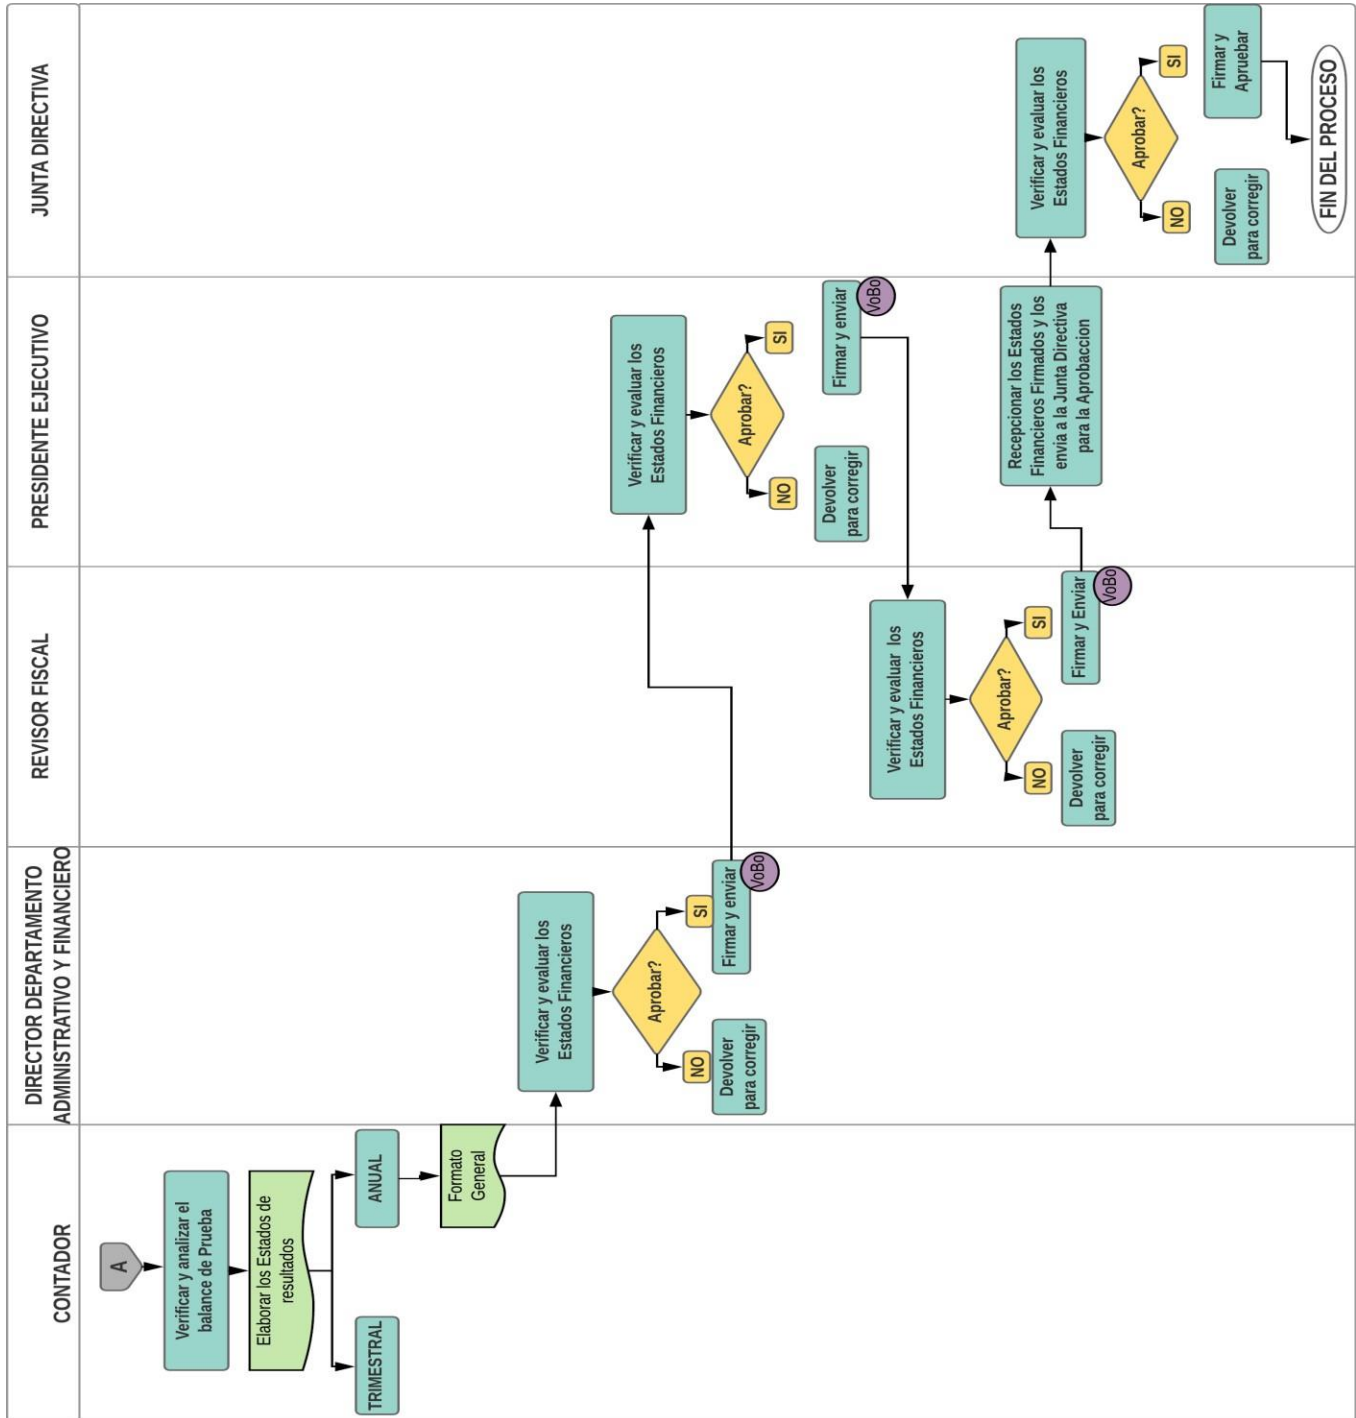 CONTADOR
DIRECTOR DEPARTAMENTO
ADMINISTRATIVO Y FINANCIERO
REVISOR FISCAL
PRESIDENTE EJECUTIVO
JUNTA DIRECTIVA
A
Verificar y analizar el
balance de Prueba
Elaborar los Estados de
resultados
TRIMESTRAL
ANUAL
Formato
General
Verificar y evaluar los
Estados Financieros
Aprobar?
NO
SI
Devolver
para corregir
Firmar y enviar
VoBo
Verificar y evaluar los
Estados Financieros
Aprobar?
NO
SI
Devolver
para corregir
Firmar y enviar
VoBo
Verificar y evaluar los
Estados Financieros
Aprobar?
NO
SI
Devolver
para corregir
Firmar y Enviar
VoBo
Recepcionar los Estados
Financieros Firmados y los
envia a la Junta Directiva
para la Aprobaccion
Verificar y evaluar los
Estados Financieros
Aprobar?
NO
SI
Devolver
para corregir
Firmar y
Apruebar
FIN DEL PROCESO